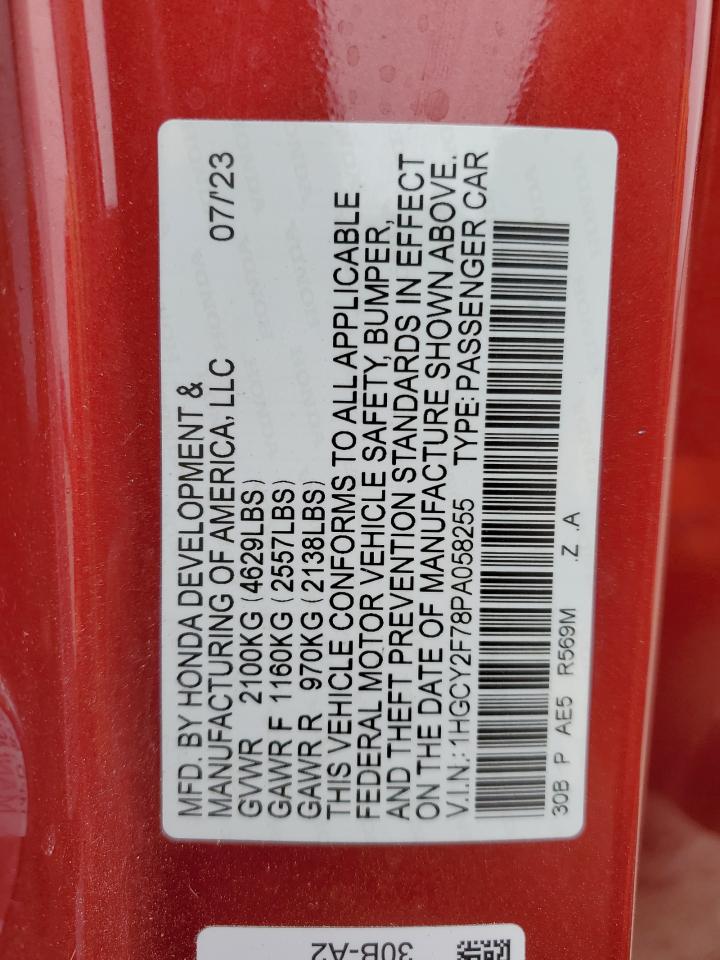 MFD. BY HONDA DEVELOPMENT &
MANUFACTURING OF AMERICA, LLC 07/'23
GVWR 2100KG (4629LBS)
GAWR F 1160KG (2557LBS)
GAWR R 970KG (2138LBS)
THIS VEHICLE CONFORMS TO ALL APPLICABLE
FEDERAL MOTOR VEHICLE SAFETY, BUMPER,
AND THEFT PREVENTION STANDARDS IN EFFECT
ON THE DATE OF MANUFACTURE SHOWN ABOVE.
V.I.N.: 1HGCY2F78PA058255 TYPE: PASSENGER CAR
30B P AE5 R569M .Z .A
30B-A2